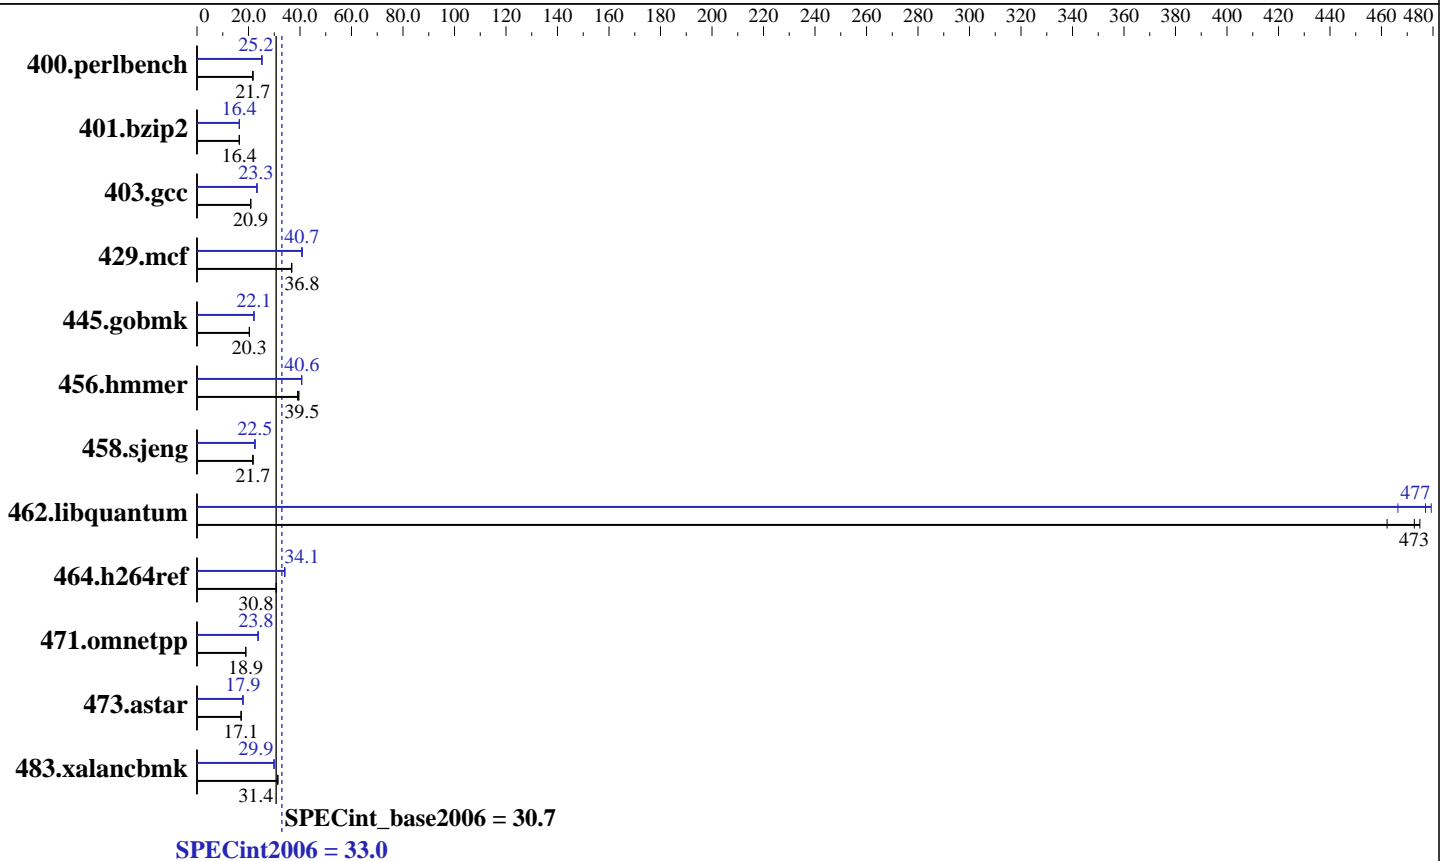 0 20.0 40.0 60.0 80.0 100 120 140 160 180 200 220 240 260 280 300 320 340 360 380 400 420 440 460 480
25.2
400.perlbench
21.7
16.4
401.bzip2
16.4
23.3
403.gcc
20.9
40.7
429.mcf
36.8
22.1
445.gobmk
20.3
40.6
456.hmmer
39.5
22.5
458.sjeng
21.7
477
462.libquantum
473
34.1
464.h264ref
30.8
23.8
471.omnetpp
18.9
17.9
473.astar
17.1
29.9
483.xalancbmk
31.4
SPECint_base2006 = 30.7
SPECint2006 = 33.0